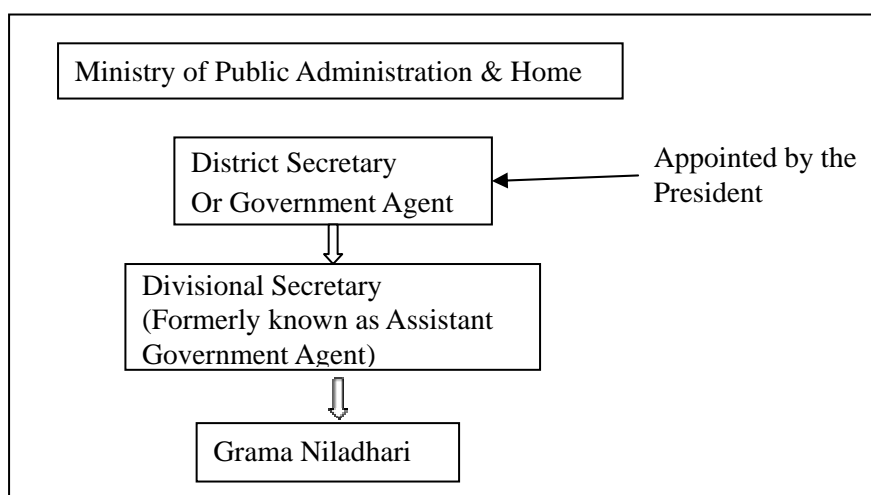 Ministry of Public Administration & Home
District Secretary
Or Government Agent
Appointed by the
President
Divisional Secretary
(Formerly known as Assistant
Government Agent)
Grama Niladhari